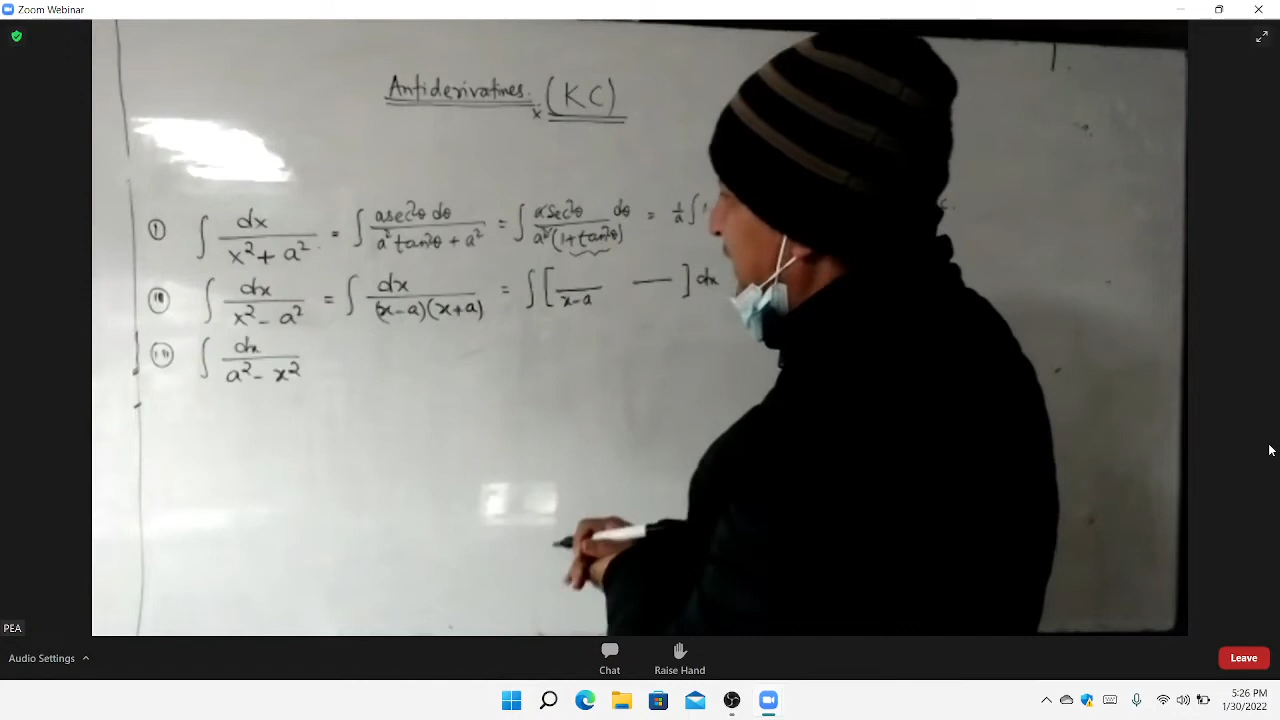 Zoom Webinar
Antiderivatives. (KC)
① ∫ dx / x² + a² = ∫ a sec²θ dθ / a² tan²θ + a² = ∫ a sec²θ / a² (1 + tan²θ) dθ = 1/a ∫
② ∫ dx / x² - a² = ∫ dx / (x-a)(x+a) = ∫ [ — / x-a — ] dx
∫ dx / a² - x²
PEA
Audio Settings
Chat
Raise Hand
Leave
3:26 PM
1/30/2022